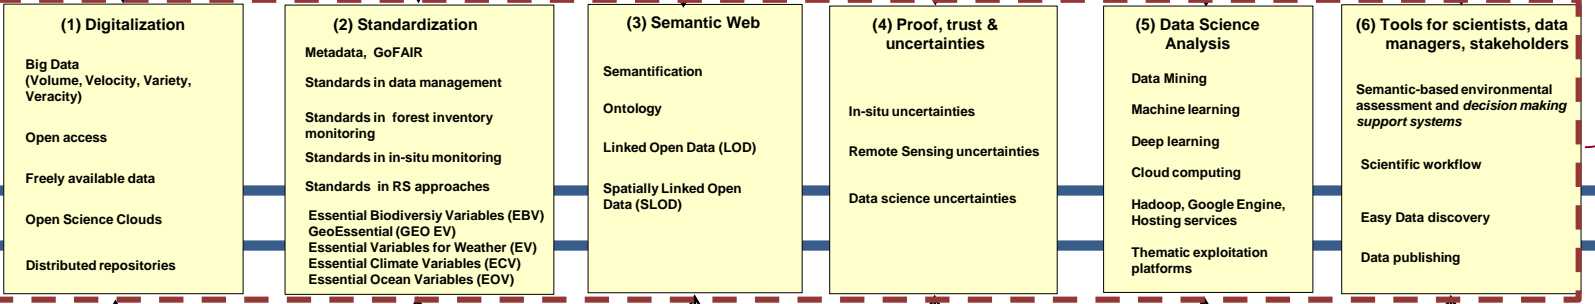 (1) Digitalization
Big Data
(Volume, Velocity, Variety,
Veracity)
Open access
Freely available data
Open Science Clouds
Distributed repositories
(2) Standardization
Metadata, GoFAIR
Standards in data management
Standards in forest inventory
monitoring
Standards in in-situ monitoring
Standards in RS approaches
Essential Biodiversiy Variables (EBV)
GeoEssential (GEO EV)
Essential Variables for Weather (EV)
Essential Climate Variables (ECV)
Essential Ocean Variables (EOV)
(3) Semantic Web
Semantification
Ontology
Linked Open Data (LOD)
Spatially Linked Open
Data (SLOD)
(4) Proof, trust &
uncertainties
In-situ uncertainties
Remote Sensing uncertainties
Data science uncertainties
(5) Data Science
Analysis
Data Mining
Machine learning
Deep learning
Cloud computing
Hadoop, Google Engine,
Hosting services
Thematic exploitation
platforms
(6) Tools for scientists, data
managers, stakeholders
Semantic-based environmental
assessment and decision making
support systems
Scientific workflow
Easy Data discovery
Data publishing